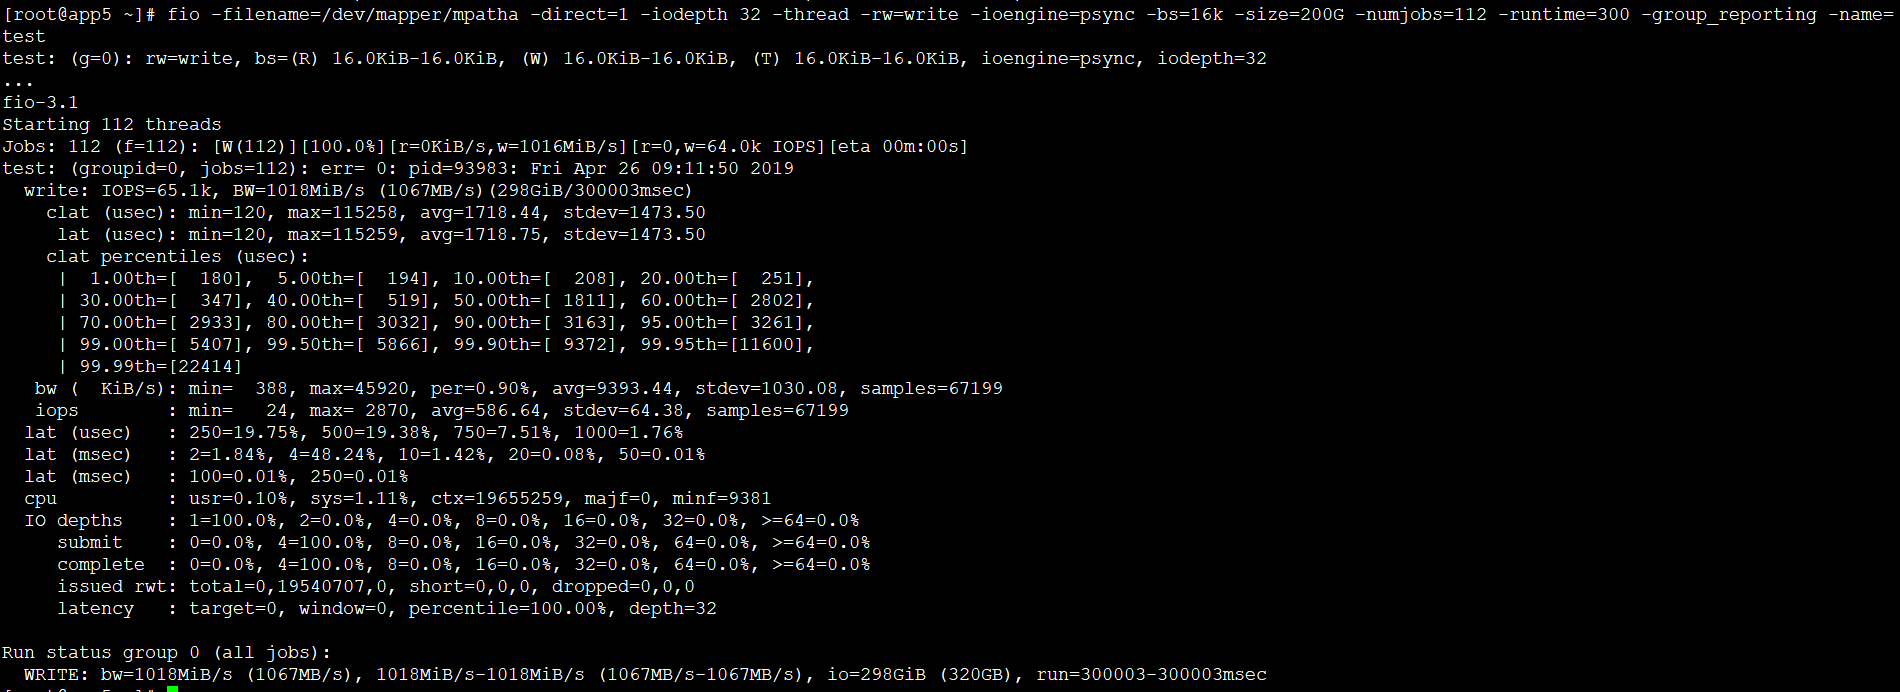 [root@app5 ~]# fio -filename=/dev/mapper/mpatha -direct=1 -iodepth 32 -thread -rw=write -ioengine=psync -bs=16k -size=200G -numjobs=112 -runtime=300 -group_reporting -name=
test
test: (g=0): rw=write, bs=(R) 16.0KiB-16.0KiB, (W) 16.0KiB-16.0KiB, (T) 16.0KiB-16.0KiB, ioengine=psync, iodepth=32
...
fio-3.1
Starting 112 threads
Jobs: 112 (f=112): [W(112)][100.0%][r=0KiB/s,w=1016MiB/s][r=0,w=64.0k IOPS][eta 00m:00s]
test: (groupid=0, jobs=112): err= 0: pid=93983: Fri Apr 26 09:11:50 2019
  write: IOPS=65.1k, BW=1018MiB/s (1067MB/s)(298GiB/300003msec)
    clat (usec): min=120, max=115258, avg=1718.44, stdev=1473.50
     lat (usec): min=120, max=115259, avg=1718.75, stdev=1473.50
    clat percentiles (usec):
     |  1.00th=[  180],  5.00th=[  194], 10.00th=[  208], 20.00th=[  251],
     | 30.00th=[  347], 40.00th=[  519], 50.00th=[ 1811], 60.00th=[ 2802],
     | 70.00th=[ 2933], 80.00th=[ 3032], 90.00th=[ 3163], 95.00th=[ 3261],
     | 99.00th=[ 5407], 99.50th=[ 5866], 99.90th=[ 9372], 99.95th=[11600],
     | 99.99th=[22414]
   bw (  KiB/s): min=  388, max=45920, per=0.90%, avg=9393.44, stdev=1030.08, samples=67199
   iops        : min=   24, max= 2870, avg=586.64, stdev=64.38, samples=67199
  lat (usec)   : 250=19.75%, 500=19.38%, 750=7.51%, 1000=1.76%
  lat (msec)   : 2=1.84%, 4=48.24%, 10=1.42%, 20=0.08%, 50=0.01%
  lat (msec)   : 100=0.01%, 250=0.01%
  cpu          : usr=0.10%, sys=1.11%, ctx=19655259, majf=0, minf=9381
  IO depths    : 1=100.0%, 2=0.0%, 4=0.0%, 8=0.0%, 16=0.0%, 32=0.0%, >=64=0.0%
     submit    : 0=0.0%, 4=100.0%, 8=0.0%, 16=0.0%, 32=0.0%, 64=0.0%, >=64=0.0%
     complete  : 0=0.0%, 4=100.0%, 8=0.0%, 16=0.0%, 32=0.0%, 64=0.0%, >=64=0.0%
     issued rwt: total=0,19540707,0, short=0,0,0, dropped=0,0,0
     latency   : target=0, window=0, percentile=100.00%, depth=32
Run status group 0 (all jobs):
  WRITE: bw=1018MiB/s (1067MB/s), 1018MiB/s-1018MiB/s (1067MB/s-1067MB/s), io=298GiB (320GB), run=300003-300003msec